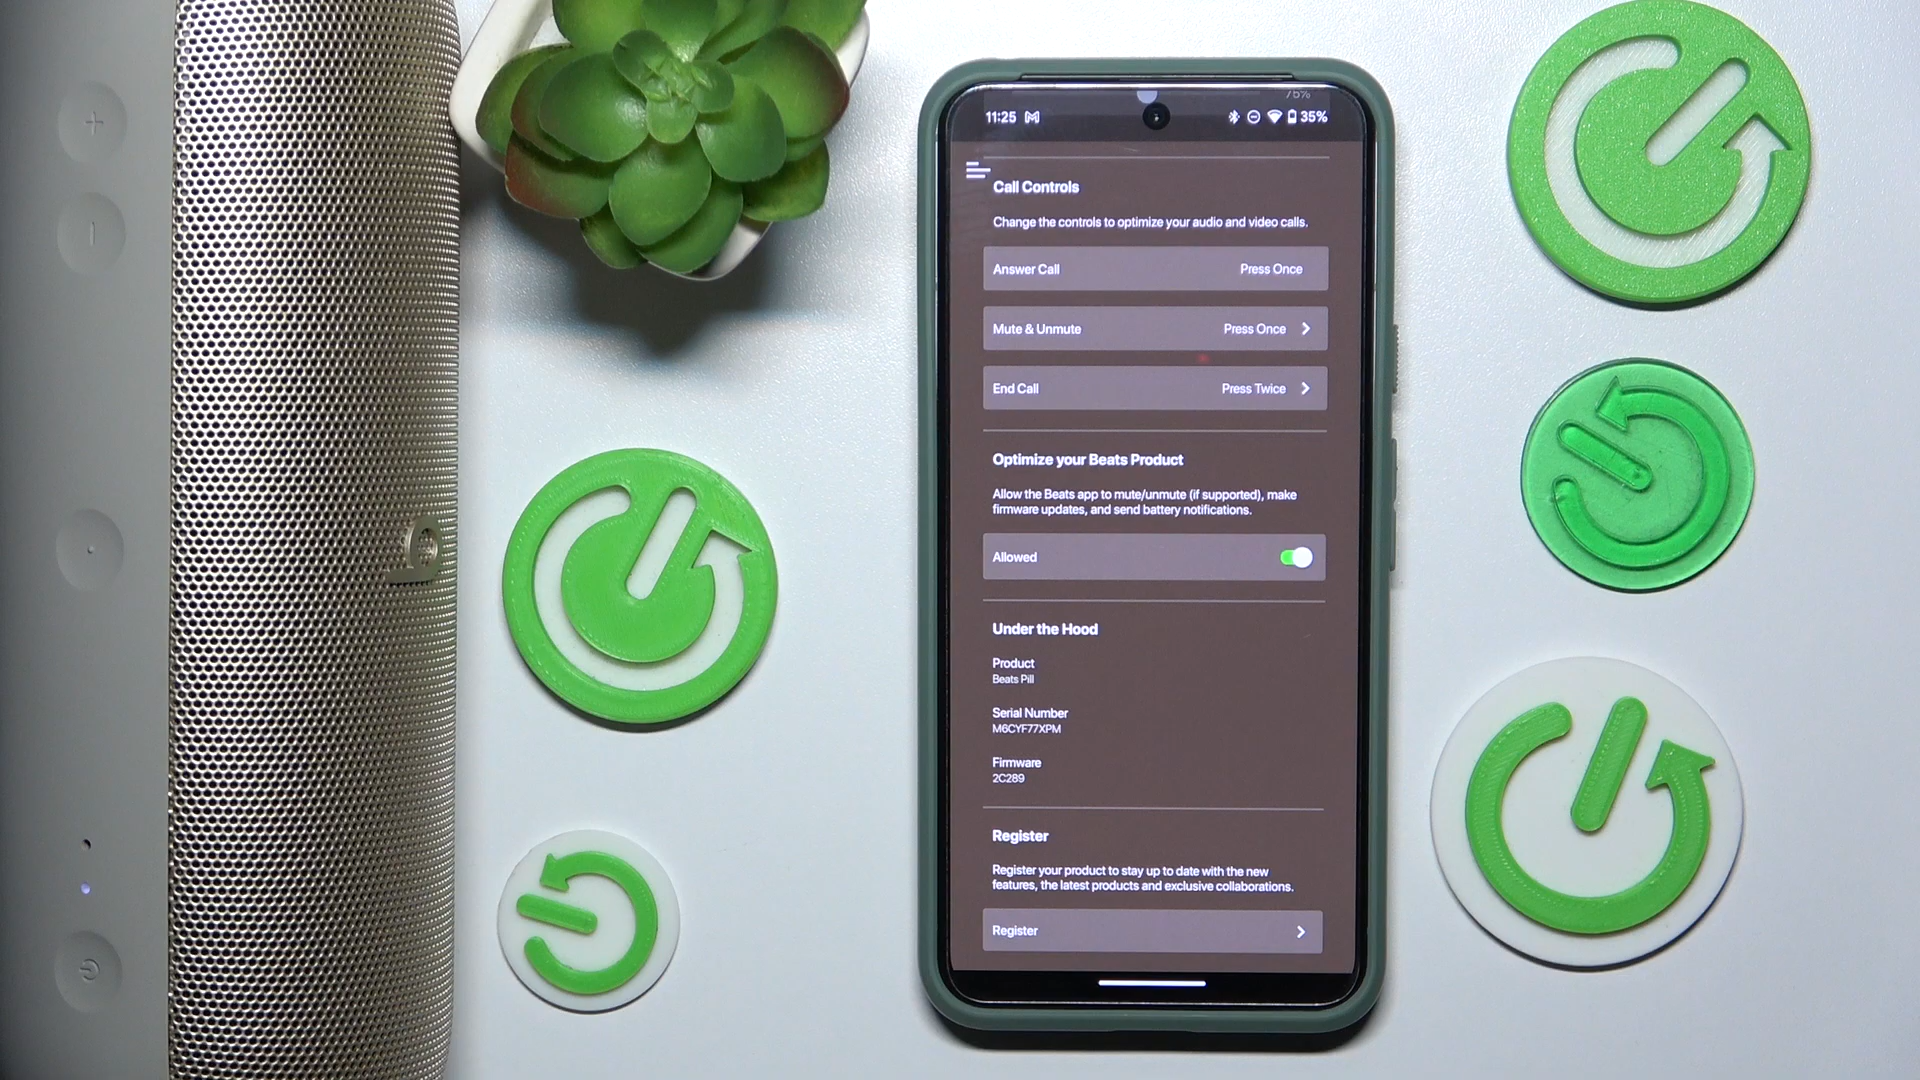 75%
11:25
35%
Call Controls
Change the controls to optimize your audio and video calls.
Answer Call Press Once
Mute & Unmute Press Once
End Call Press Twice
Optimize your Beats Product
Allow the Beats app to mute/unmute (if supported), make
firmware updates, and send battery notifications.
Allowed
Under the Hood
Product
Beats Pill
Serial Number
M6CYF77XPM
Firmware
2C289
Register
Register your product to stay up to date with the new
features, the latest products and exclusive collaborations.
Register
b